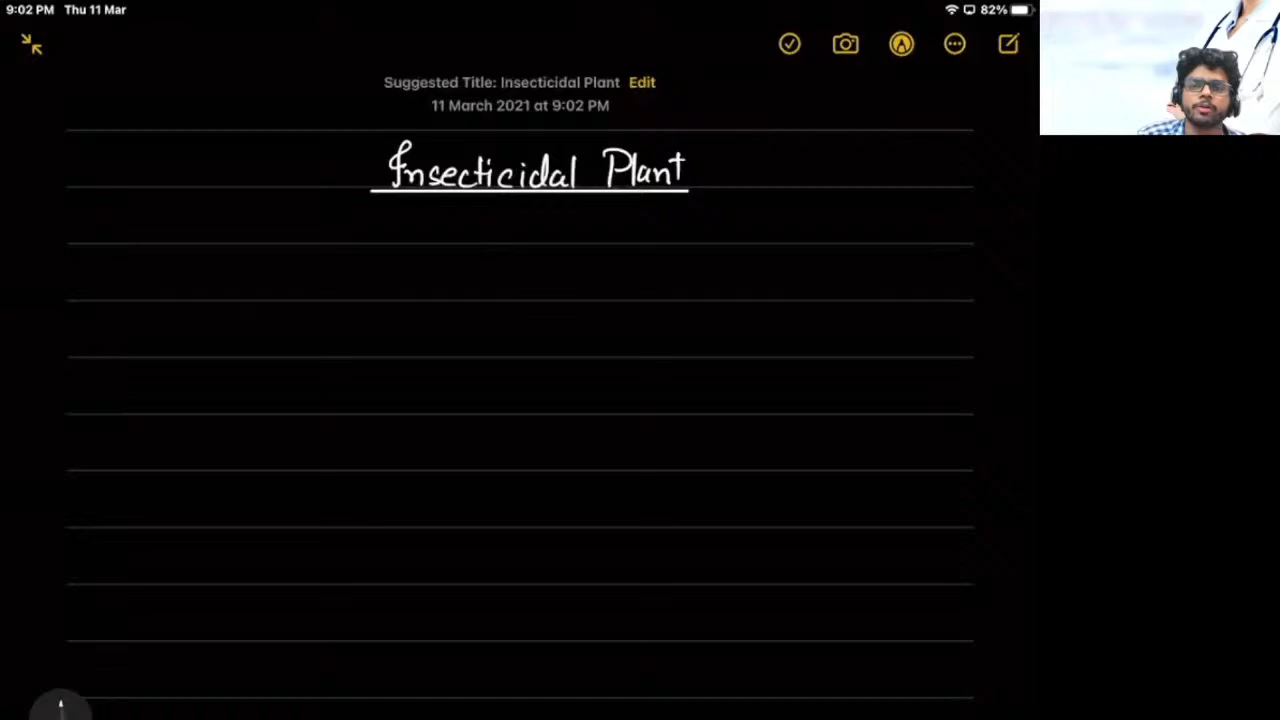 9:02 PM Thu 11 Mar 82%
Suggested Title: Insecticidal Plant Edit
11 March 2021 at 9:02 PM
Insecticidal Plant